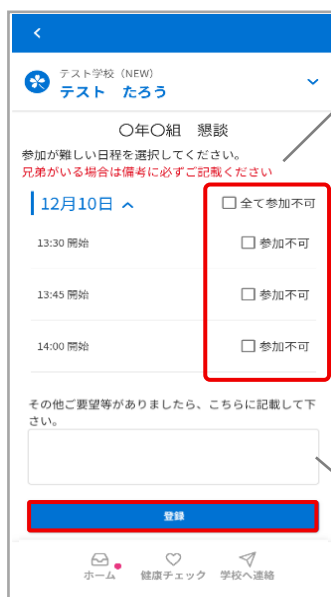 テスト学校（NEW）
テスト　たろう
〇年〇組　懇談
参加が難しい日程を選択してください。
兄弟がいる場合は備考に必ずご記載ください
12月10日
全て参加不可
13:30 開始
参加不可
13:45 開始
参加不可
14:00 開始
参加不可
その他ご要望等がありましたら、こちらに記載して下
さい。
登録
ホーム　健康チェック　学校へ連絡